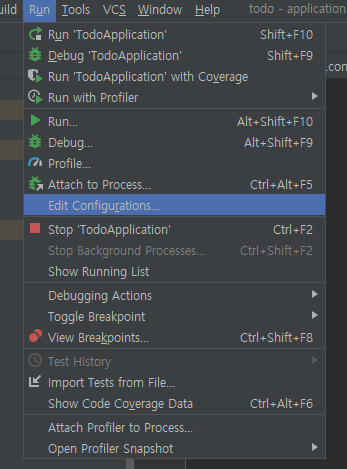 uild Run Tools VCS Window Help todo - application
Run 'TodoApplication' Shift+F10
Debug 'TodoApplication' Shift+F9
Run 'TodoApplication' with Coverage
Run with Profiler
.com
Run... Alt+Shift+F10
Debug... Alt+Shift+F9
Profile...
Attach to Process... Ctrl+Alt+F5
Edit Configurations...
Stop 'TodoApplication' Ctrl+F2
Stop Background Processes... Ctrl+Shift+F2
Show Running List
Debugging Actions
Toggle Breakpoint
View Breakpoints... Ctrl+Shift+F8
Test History
Import Tests from File...
Show Code Coverage Data Ctrl+Alt+F6
Attach Profiler to Process...
Open Profiler Snapshot